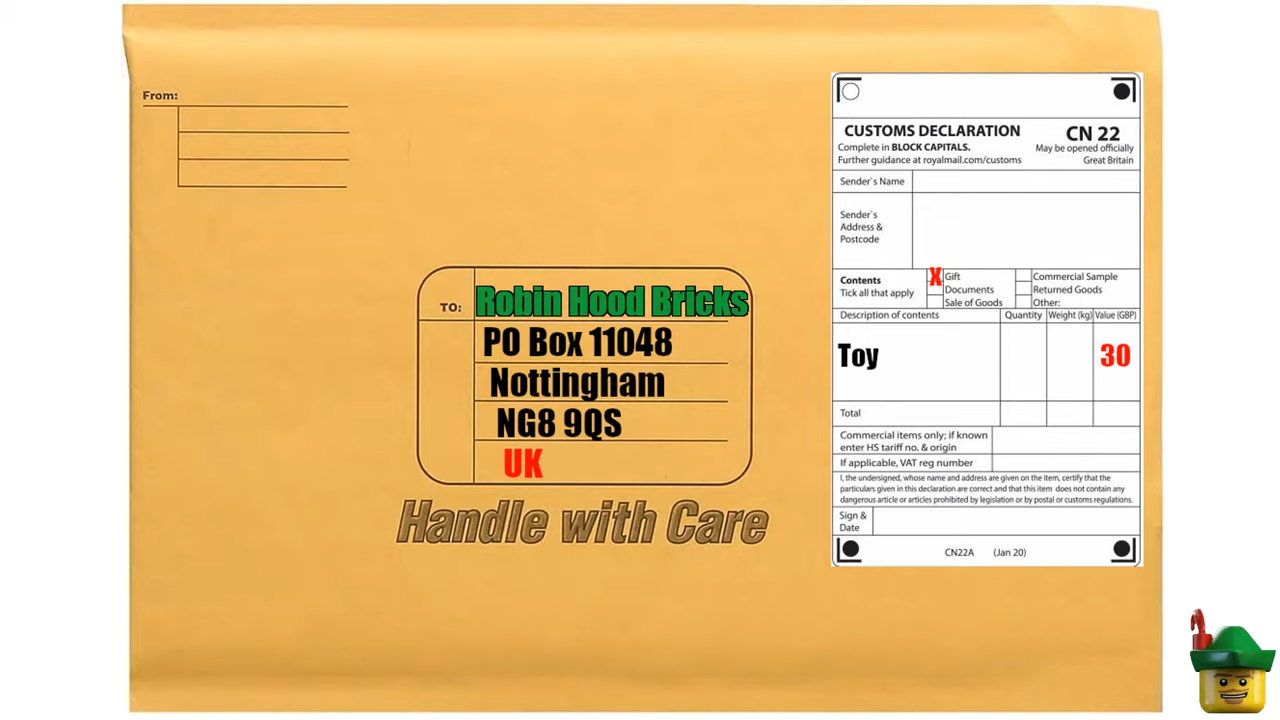 From:
TO: Robin Hood Bricks
PO Box 11048
Nottingham
NG8 9QS
UK
Handle with Care
CUSTOMS DECLARATION CN 22
Complete in BLOCK CAPITALS. May be opened officially
Further guidance at royalmail.com/customs Great Britain
Sender`s Name
Sender`s
Address &
Postcode
Contents
Tick all that apply
X Gift
Documents
Sale of Goods
Commercial Sample
Returned Goods
Other:
Description of contents Quantity Weight (kg) Value (GBP)
Toy 30
Total
Commercial items only; if known
enter HS tariff no. & origin
If applicable, VAT reg number
I, the undersigned, whose name and address are given on the item, certify that the
particulars given in this declaration are correct and that this item does not contain any
dangerous article or articles prohibited by legislation or by postal or customs regulations.
Sign &
Date
CN22A (Jan 20)